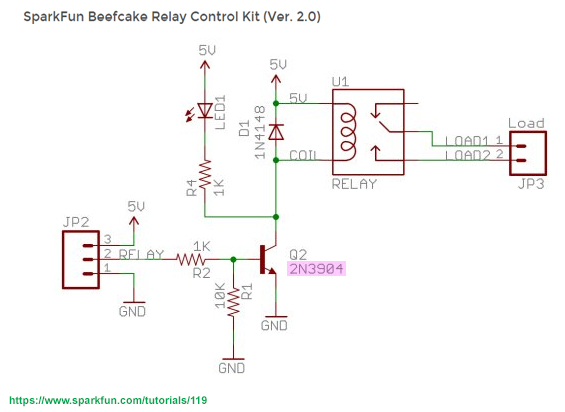 SparkFun Beefcake Relay Control Kit (Ver. 2.0)
5V
5V
U1
LED1
5V
D1
1N4148
Load
LOAD1 1
LOAD2 2
COIL
R4
1K
RELAY
JP3
5V
JP2
3
2 RELAY
1
1K
R2
Q2
2N3904
10K
R1
GND
GND
GND
https://www.sparkfun.com/tutorials/119